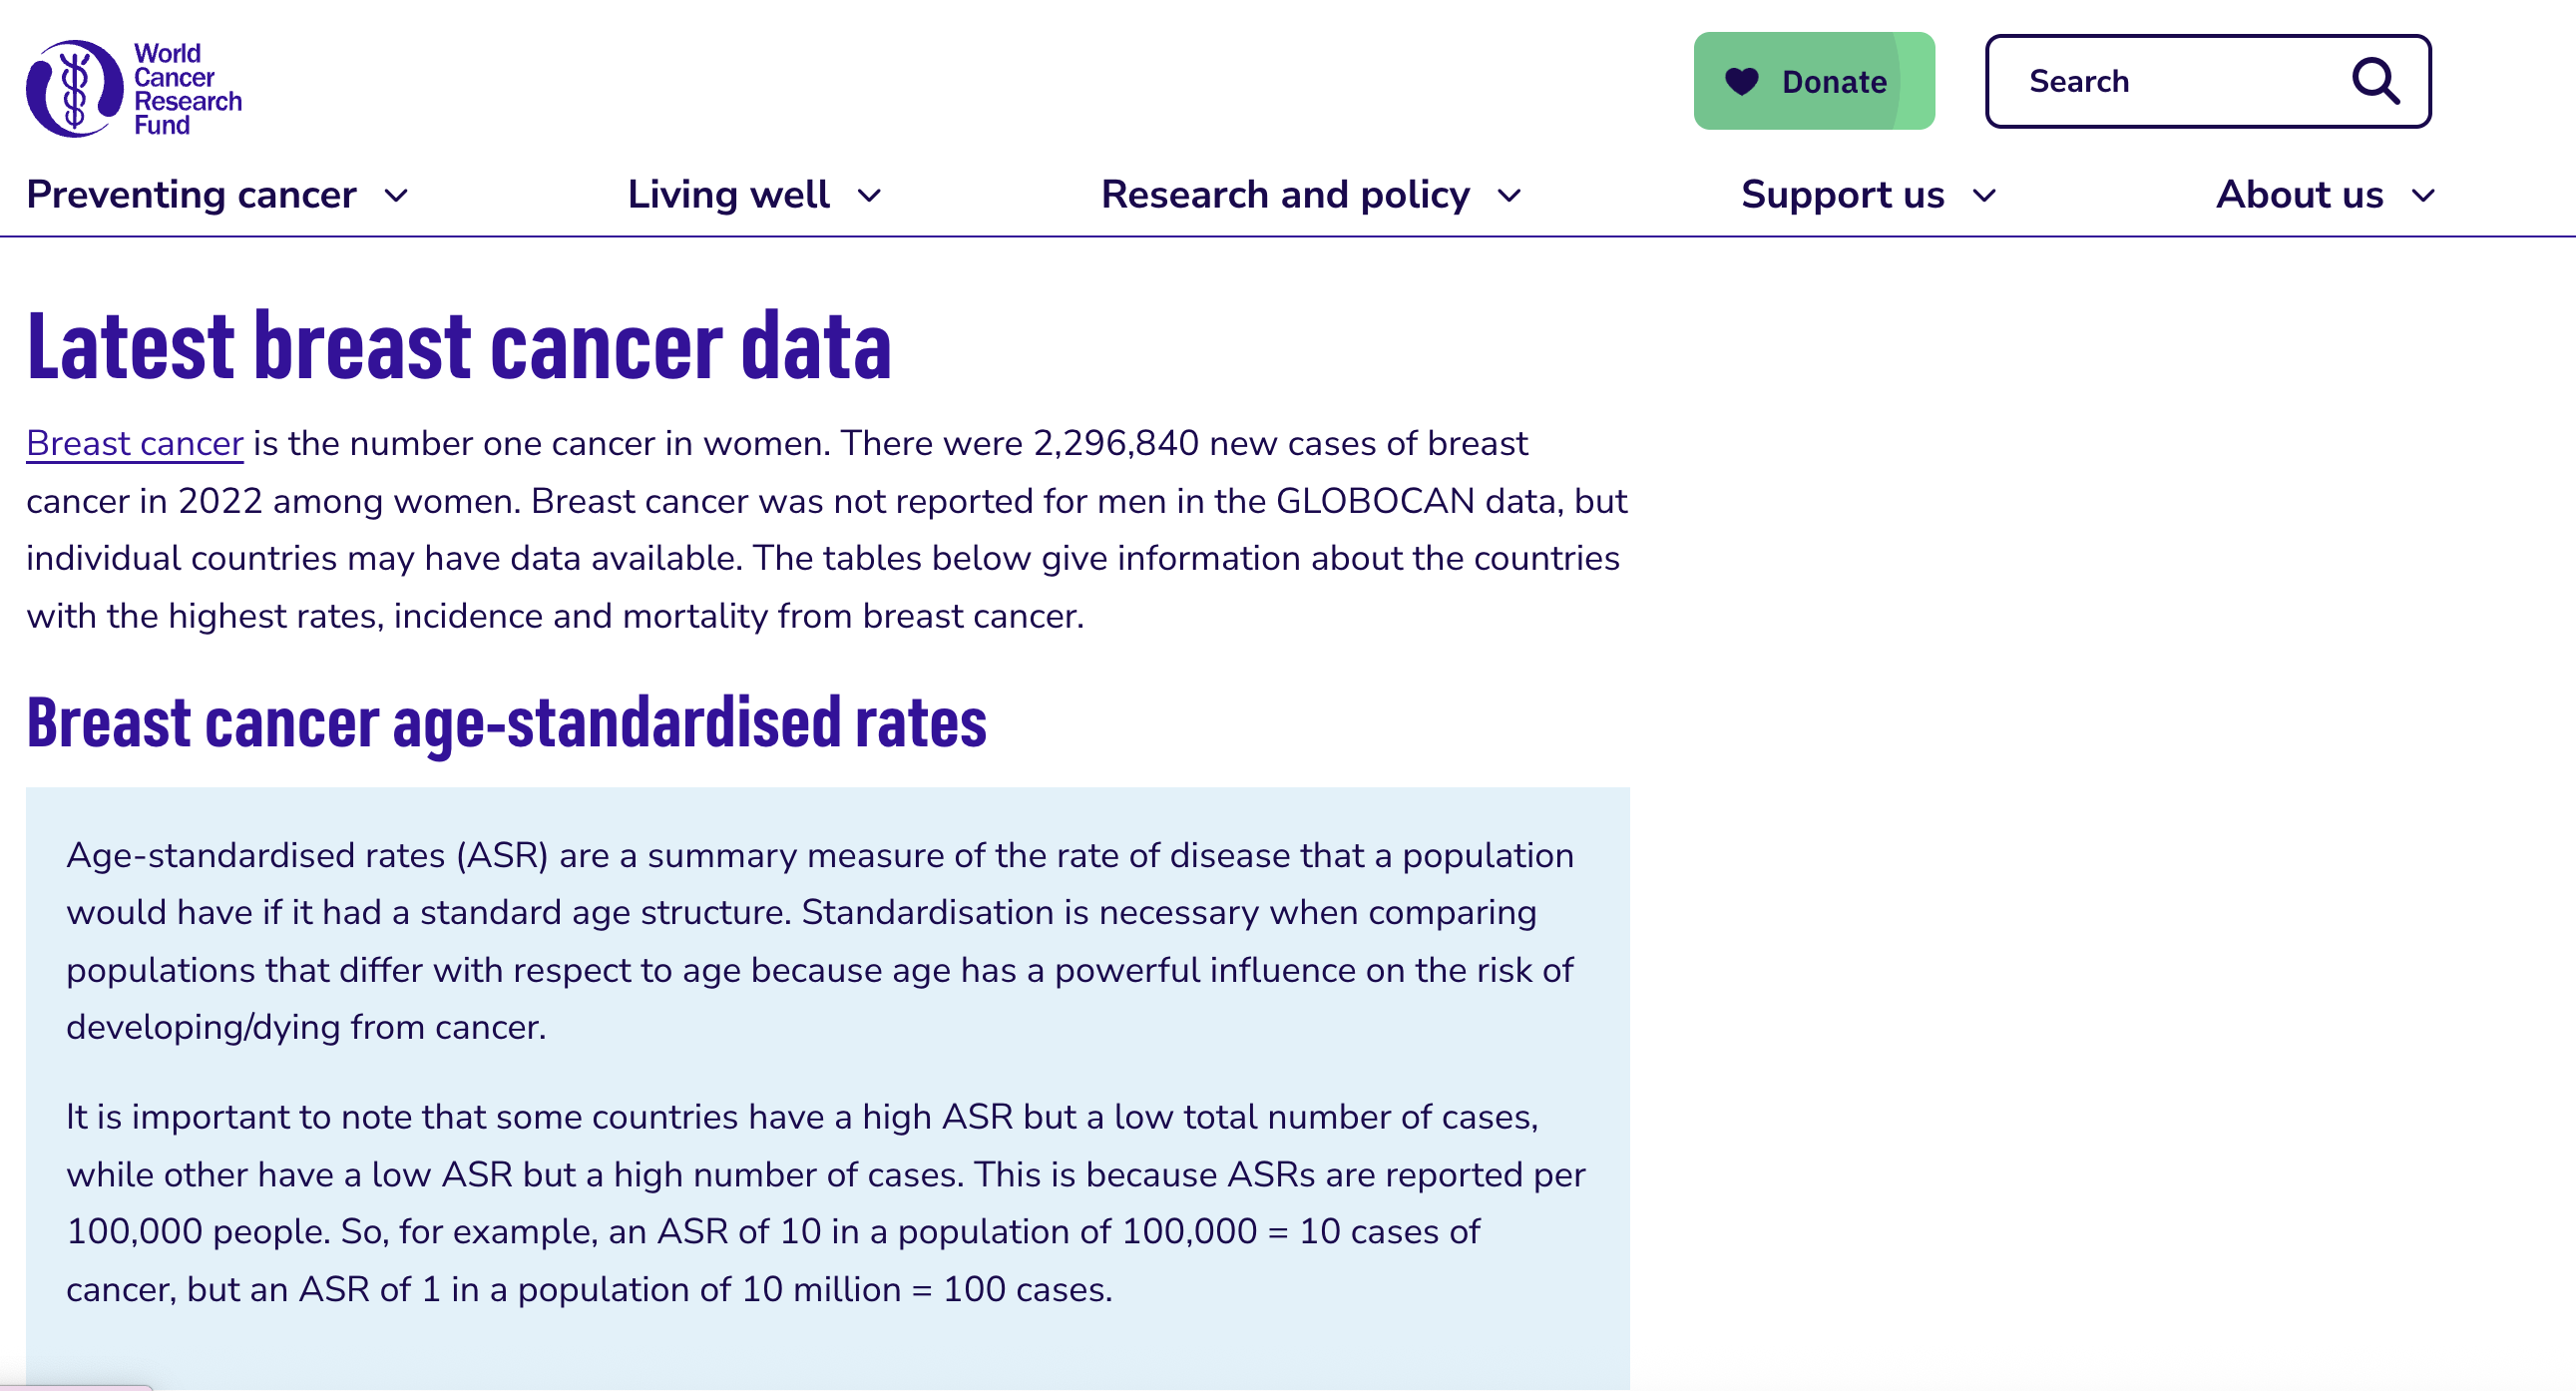 World
Cancer
Research
Fund
Donate
Search
Preventing cancer
Living well
Research and policy
Support us
About us
Latest breast cancer data
Breast cancer is the number one cancer in women. There were 2,296,840 new cases of breast
cancer in 2022 among women. Breast cancer was not reported for men in the GLOBOCAN data, but
individual countries may have data available. The tables below give information about the countries
with the highest rates, incidence and mortality from breast cancer.
Breast cancer age-standardised rates
Age-standardised rates (ASR) are a summary measure of the rate of disease that a population
would have if it had a standard age structure. Standardisation is necessary when comparing
populations that differ with respect to age because age has a powerful influence on the risk of
developing/dying from cancer.
It is important to note that some countries have a high ASR but a low total number of cases,
while other have a low ASR but a high number of cases. This is because ASRs are reported per
100,000 people. So, for example, an ASR of 10 in a population of 100,000 = 10 cases of
cancer, but an ASR of 1 in a population of 10 million = 100 cases.